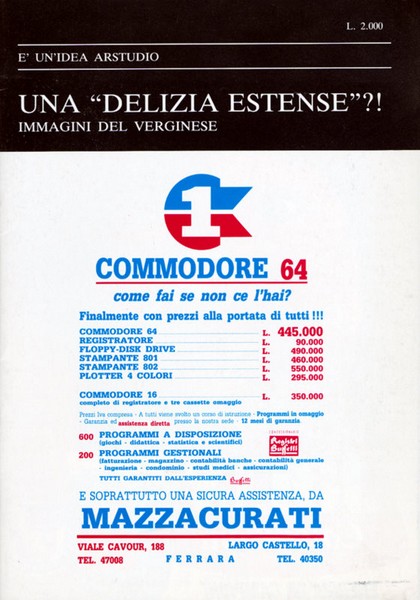 L. 2.000
E' UN'IDEA ARSTUDIO
UNA “DELIZIA ESTENSE”?!
IMMAGINI DEL VERGINESE
1
COMMODORE 64
come fai se non ce l'hai?
Finalmente con prezzi alla portata di tutti !!!
COMMODORE 64 L. 445.000
REGISTRATORE L. 90.000
FLOPPY-DISK DRIVE L. 490.000
STAMPANTE 801 L. 460.000
STAMPANTE 802 L. 550.000
PLOTTER 4 COLORI L. 295.000
COMMODORE 16 L. 350.000
completo di registratore e tre cassette omaggio
Prezzi Iva compresa - A tutti viene svolto un corso di istruzione - Programmi in omaggio
- Garanzia ed assistenza diretta presso la nostra sede - 12 mesi di garanzia
600 PROGRAMMI A DISPOSIZIONE
(giochi - didattica - statistica e scientifici)
Registri
Buffetti
200 PROGRAMMI GESTIONALI
(fatturazione - magazzino - contabilità banche - contabilità generale
- ingenieria - condominio - studi medici - assicurazioni)
TUTTI GARANTITI DALL'ESPERIENZA Buffetti
E SOPRATTUTTO UNA SICURA ASSISTENZA, DA
MAZZACURATI
VIALE CAVOUR, 188 LARGO CASTELLO, 18
TEL. 47008 FERRARA TEL. 40350